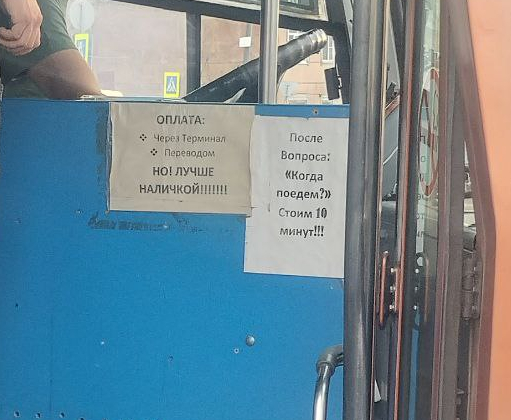 ОПЛАТА:
❖ Через Терминал
❖ Переводом
НО! ЛУЧШЕ
НАЛИЧКОЙ!!!!!!!
После
Вопроса:
«Когда
поедем?»
Стоим 10
минут!!!